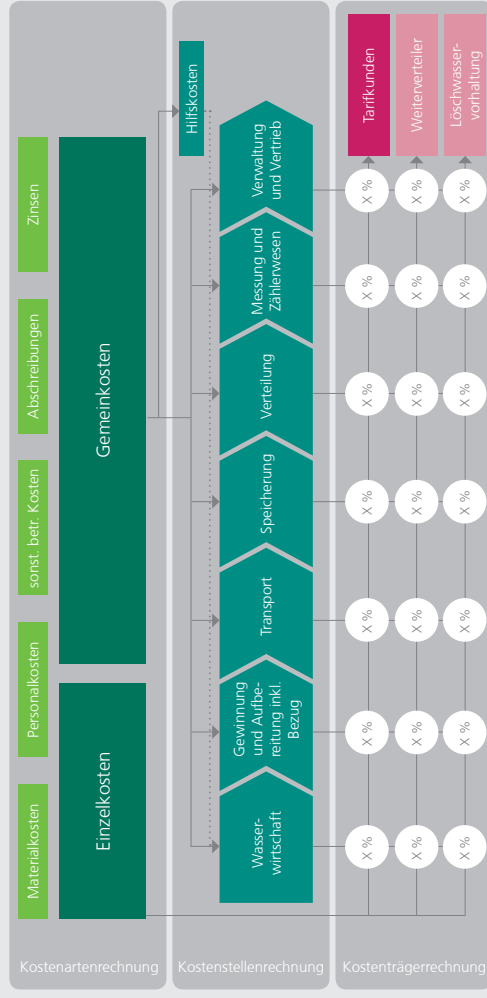 Kostenartenrechnung
Materialkosten
Personalkosten
sonst. betr. Kosten
Abschreibungen
Zinsen
Einzelkosten
Gemeinkosten
Kostenstellenrechnung
Hilfskosten
Wasser-
wirtschaft
Gewinnung
und Aufbe-
reitung inkl.
Bezug
Transport
Speicherung
Verteilung
Messung und
Zählerwesen
Verwaltung
und Vertrieb
Kostenträgerrechnung
X %
X %
X %
X %
X %
X %
X %
Tarifkunden
X %
X %
X %
X %
X %
X %
X %
Weiterverteiler
X %
X %
X %
X %
X %
X %
X %
Löschwasser-
vorhaltung